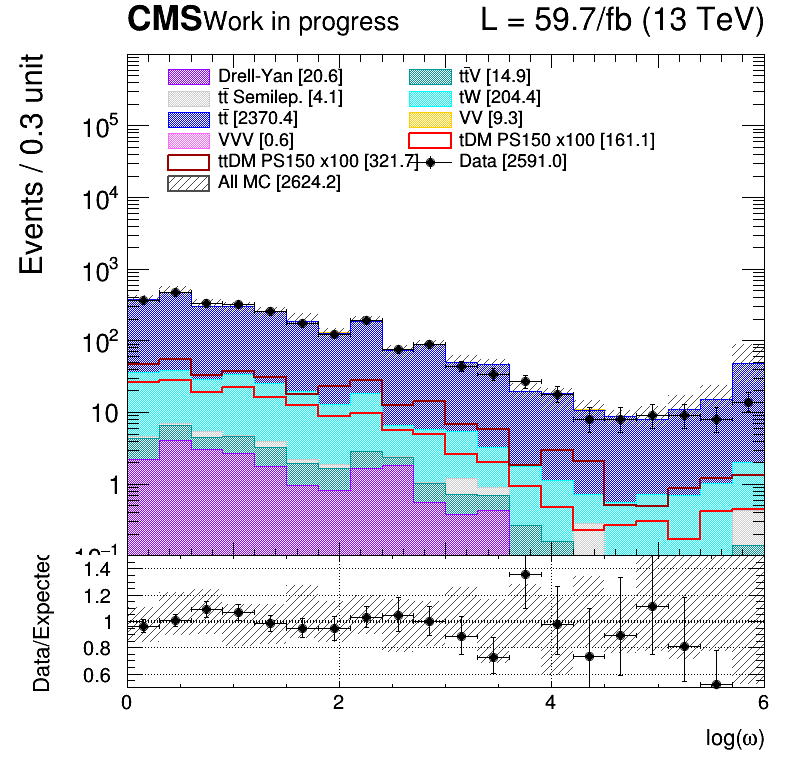 CMS Work in progress L = 59.7/fb (13 TeV)
Events / 0.3 unit
Drell-Yan [20.6] tt̄V [14.9]
tt̄ Semilep. [4.1] tW [204.4]
tt̄ [2370.4] VV [9.3]
VVV [0.6] tDM PS150 x100 [161.1]
ttDM PS150 x100 [321.7] Data [2591.0]
All MC [2624.2]
10⁵
10⁴
10³
10²
10
1
10⁻¹
Data/Expected
1.4
1.2
1
0.8
0.6
0 2 4 6
log(ω)